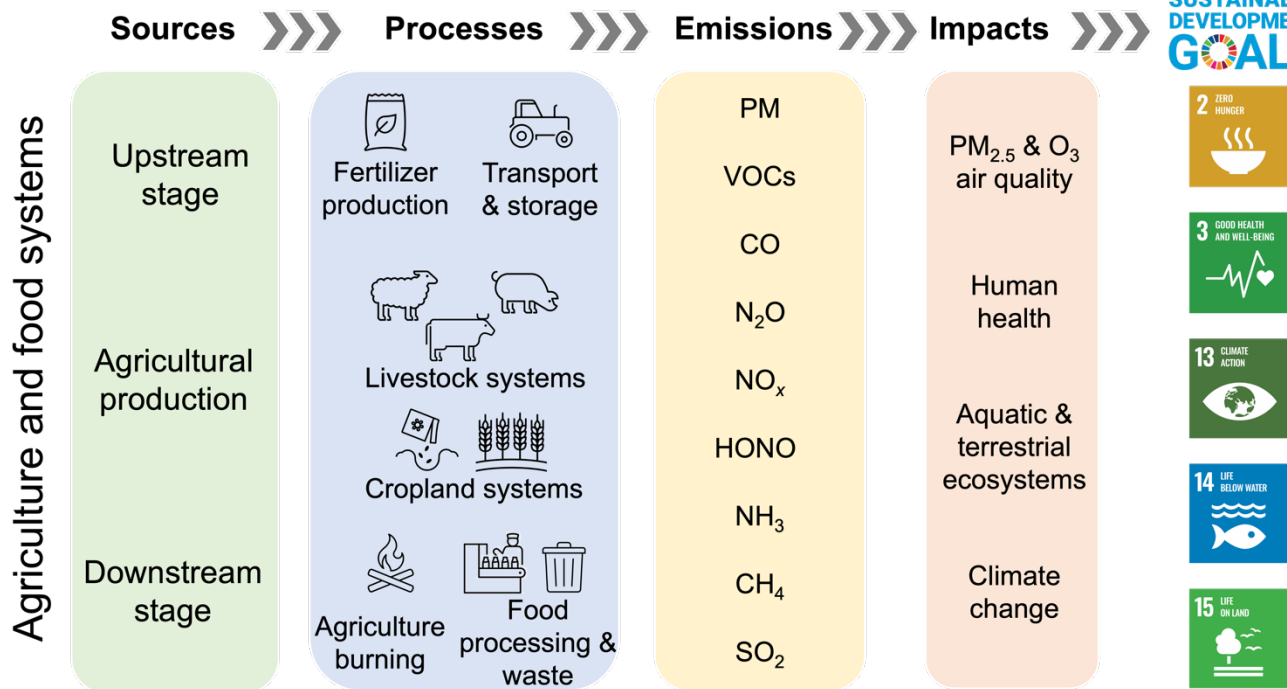 Sources
Processes
Emissions
Impacts
DEVELOPME
GOAL
Agriculture and food systems
Upstream
stage
Agricultural
production
Downstream
stage
Fertilizer
production
Transport
& storage
Livestock systems
Cropland systems
Agriculture
burning
Food
processing &
waste
PM
VOCs
CO
N₂O
NOₓ
HONO
NH₃
CH₄
SO₂
PM₂.₅ & O₃
air quality
Human
health
Aquatic &
terrestrial
ecosystems
Climate
change
2 ZERO
HUNGER
3 GOOD HEALTH
AND WELL-BEING
13 CLIMATE
ACTION
14 LIFE
BELOW WATER
15 LIFE
ON LAND